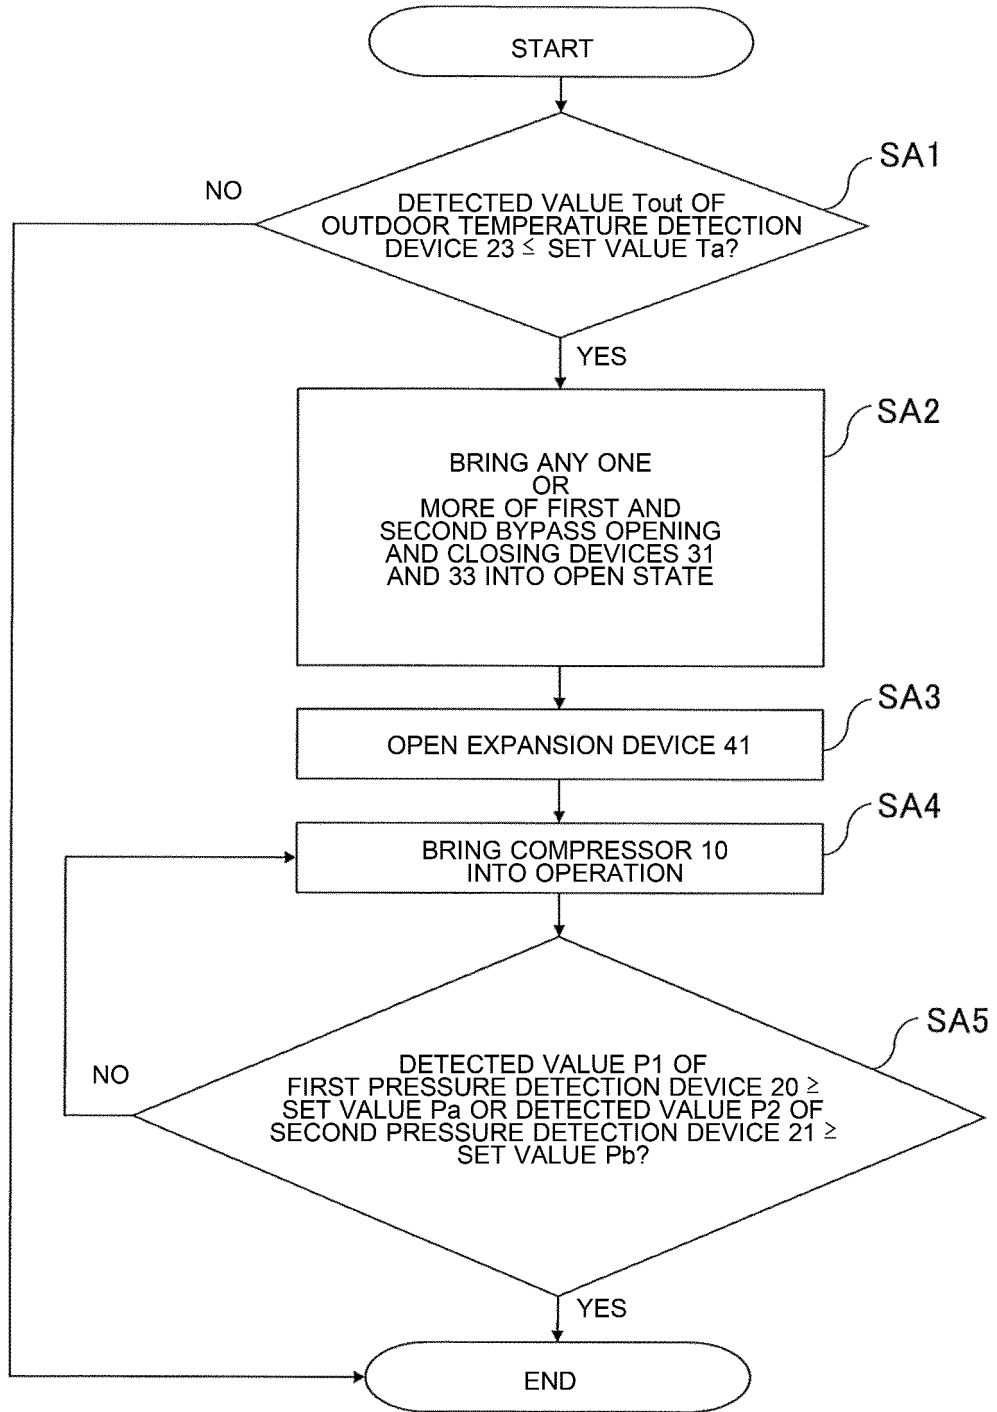 START
SA1
NO
DETECTED VALUE Tout OF
OUTDOOR TEMPERATURE DETECTION
DEVICE 23 ≤ SET VALUE Ta?
YES
SA2
BRING ANY ONE
OR
MORE OF FIRST AND
SECOND BYPASS OPENING
AND CLOSING DEVICES 31
AND 33 INTO OPEN STATE
SA3
OPEN EXPANSION DEVICE 41
SA4
BRING COMPRESSOR 10
INTO OPERATION
SA5
NO
DETECTED VALUE P1 OF
FIRST PRESSURE DETECTION DEVICE 20 ≥
SET VALUE Pa OR DETECTED VALUE P2 OF
SECOND PRESSURE DETECTION DEVICE 21 ≥
SET VALUE Pb?
YES
END